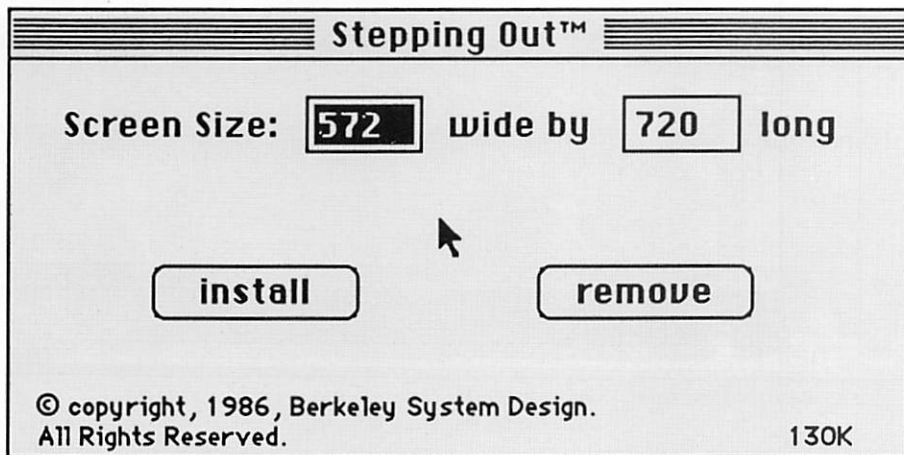 Stepping Out™
Screen Size: 572 wide by 720 long
install remove
© copyright, 1986, Berkeley System Design.
All Rights Reserved. 130K